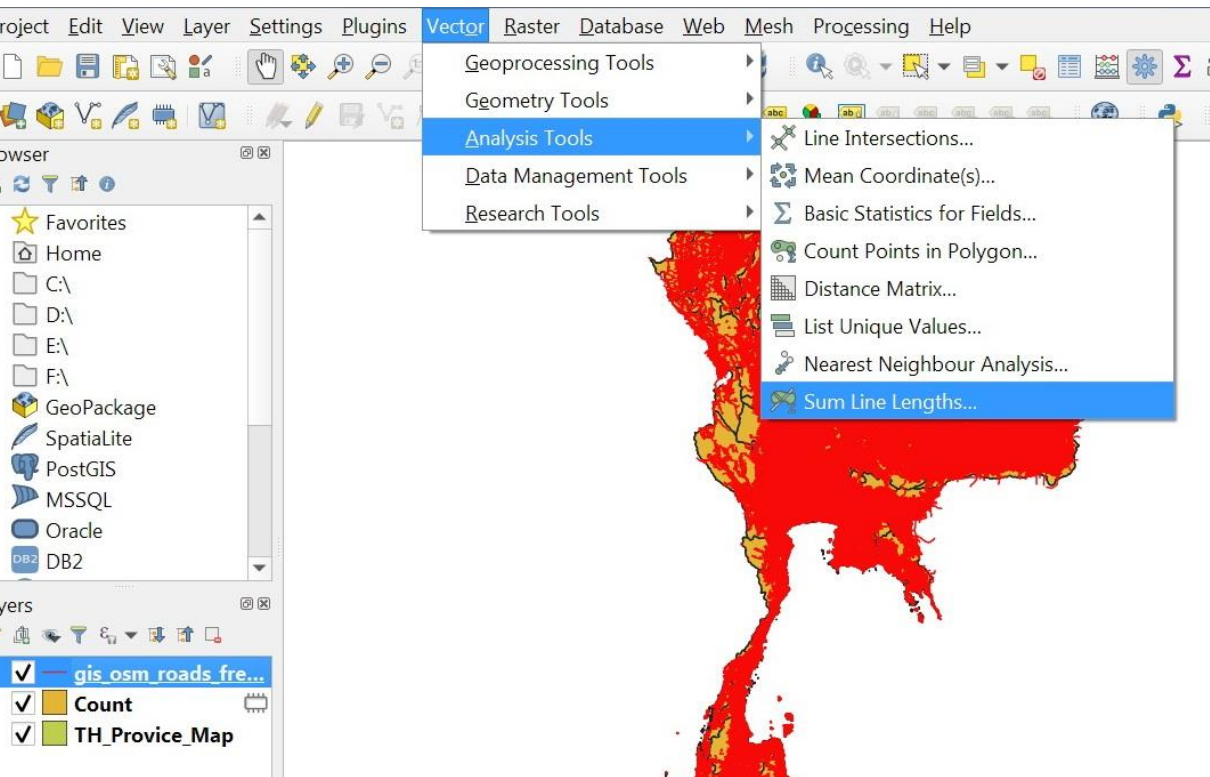 roject Edit View Layer Settings Plugins Vector Raster Database Web Mesh Processing Help
Geoprocessing Tools
Geometry Tools
Analysis Tools
Data Management Tools
Research Tools
Line Intersections...
Mean Coordinate(s)...
Basic Statistics for Fields...
Count Points in Polygon...
Distance Matrix...
List Unique Values...
Nearest Neighbour Analysis...
Sum Line Lengths...
abc
owser
Favorites
Home
C:\
D:\
E:\
F:\
GeoPackage
SpatiaLite
PostGIS
MSSQL
Oracle
DB2 DB2
yers
gis_osm_roads_fre...
Count
TH_Provice_Map